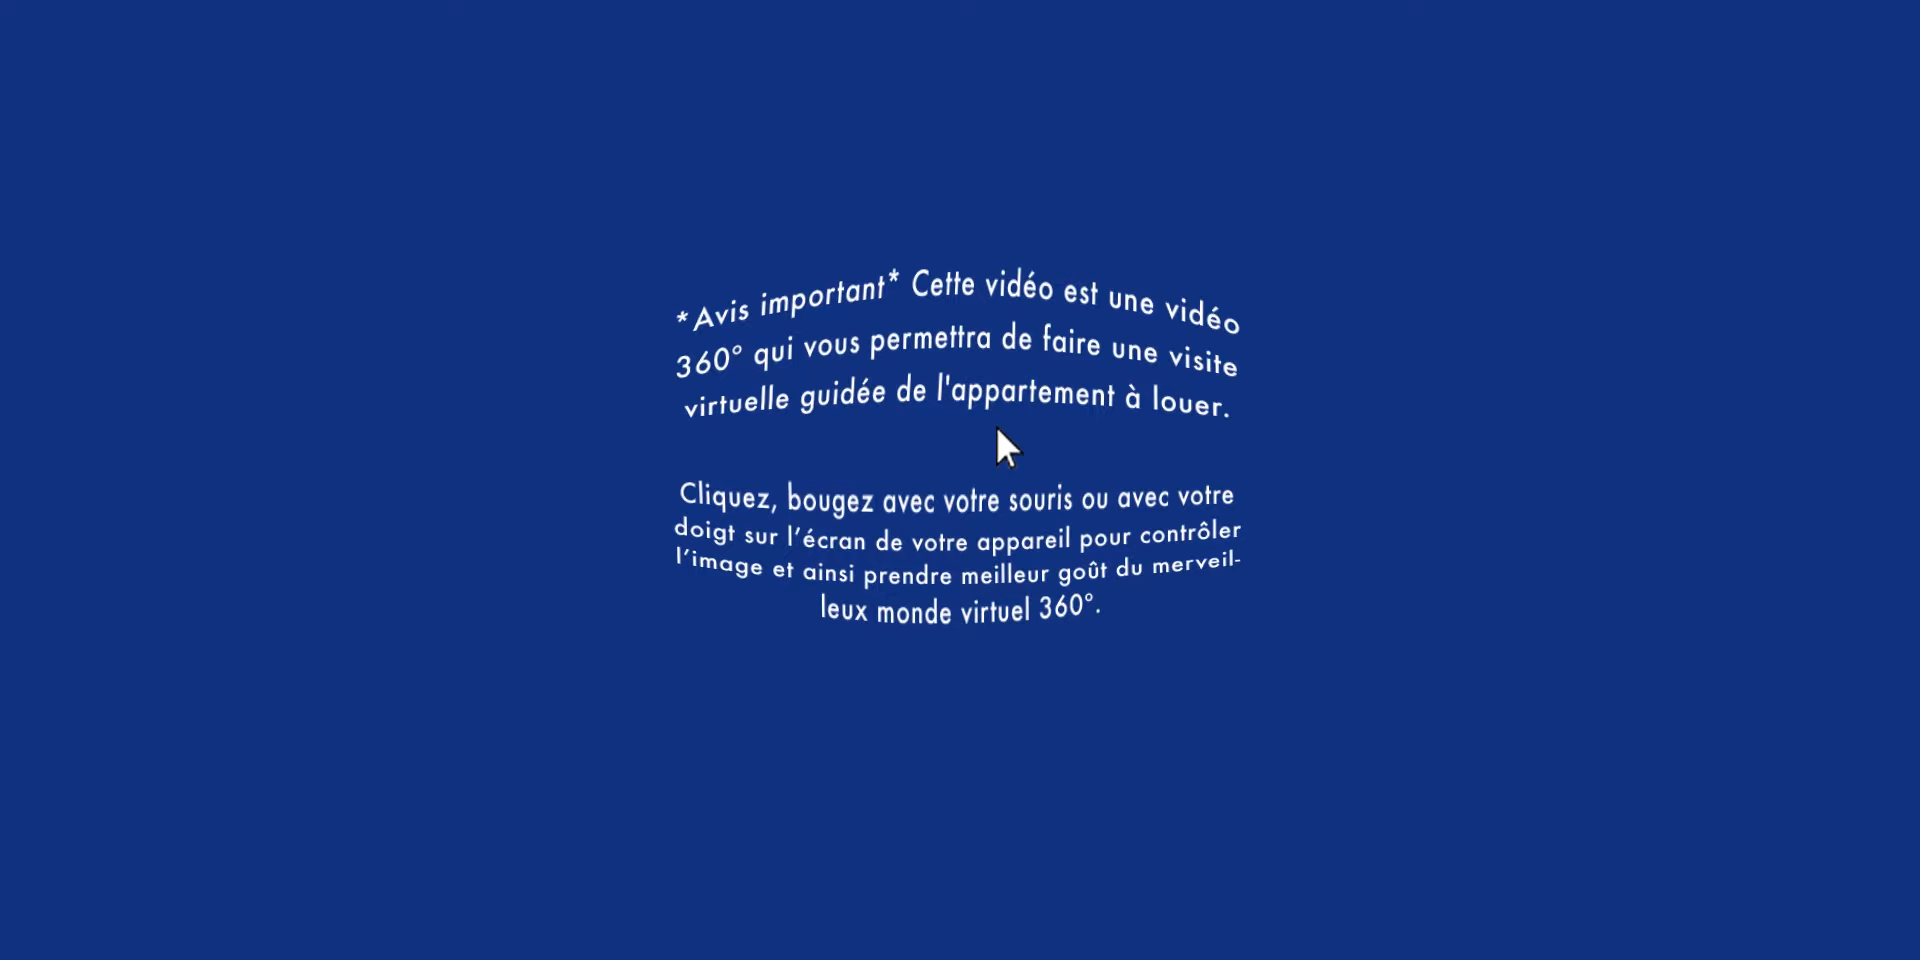 *Avis important* Cette vidéo est une vidéo
360° qui vous permettra de faire une visite
virtuelle guidée de l'appartement à louer.
Cliquez, bougez avec votre souris ou avec votre
doigt sur l’écran de votre appareil pour contrôler
l’image et ainsi prendre meilleur goût du merveil-
leux monde virtuel 360°.